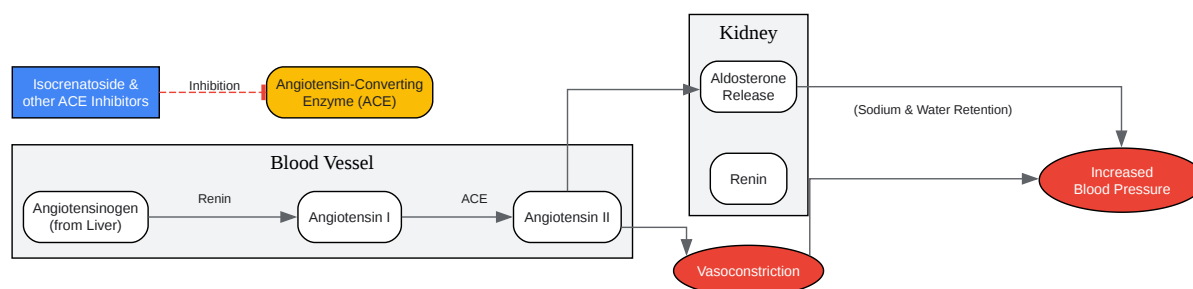 Kidney
Isocrenatoside &
other ACE Inhibitors
Inhibition
Angiotensin-Converting
Enzyme (ACE)
Aldosterone
Release
(Sodium & Water Retention)
Blood Vessel
Renin
Increased
Blood Pressure
Angiotensinogen
(from Liver)
Renin
Angiotensin I
ACE
Angiotensin II
Vasoconstriction